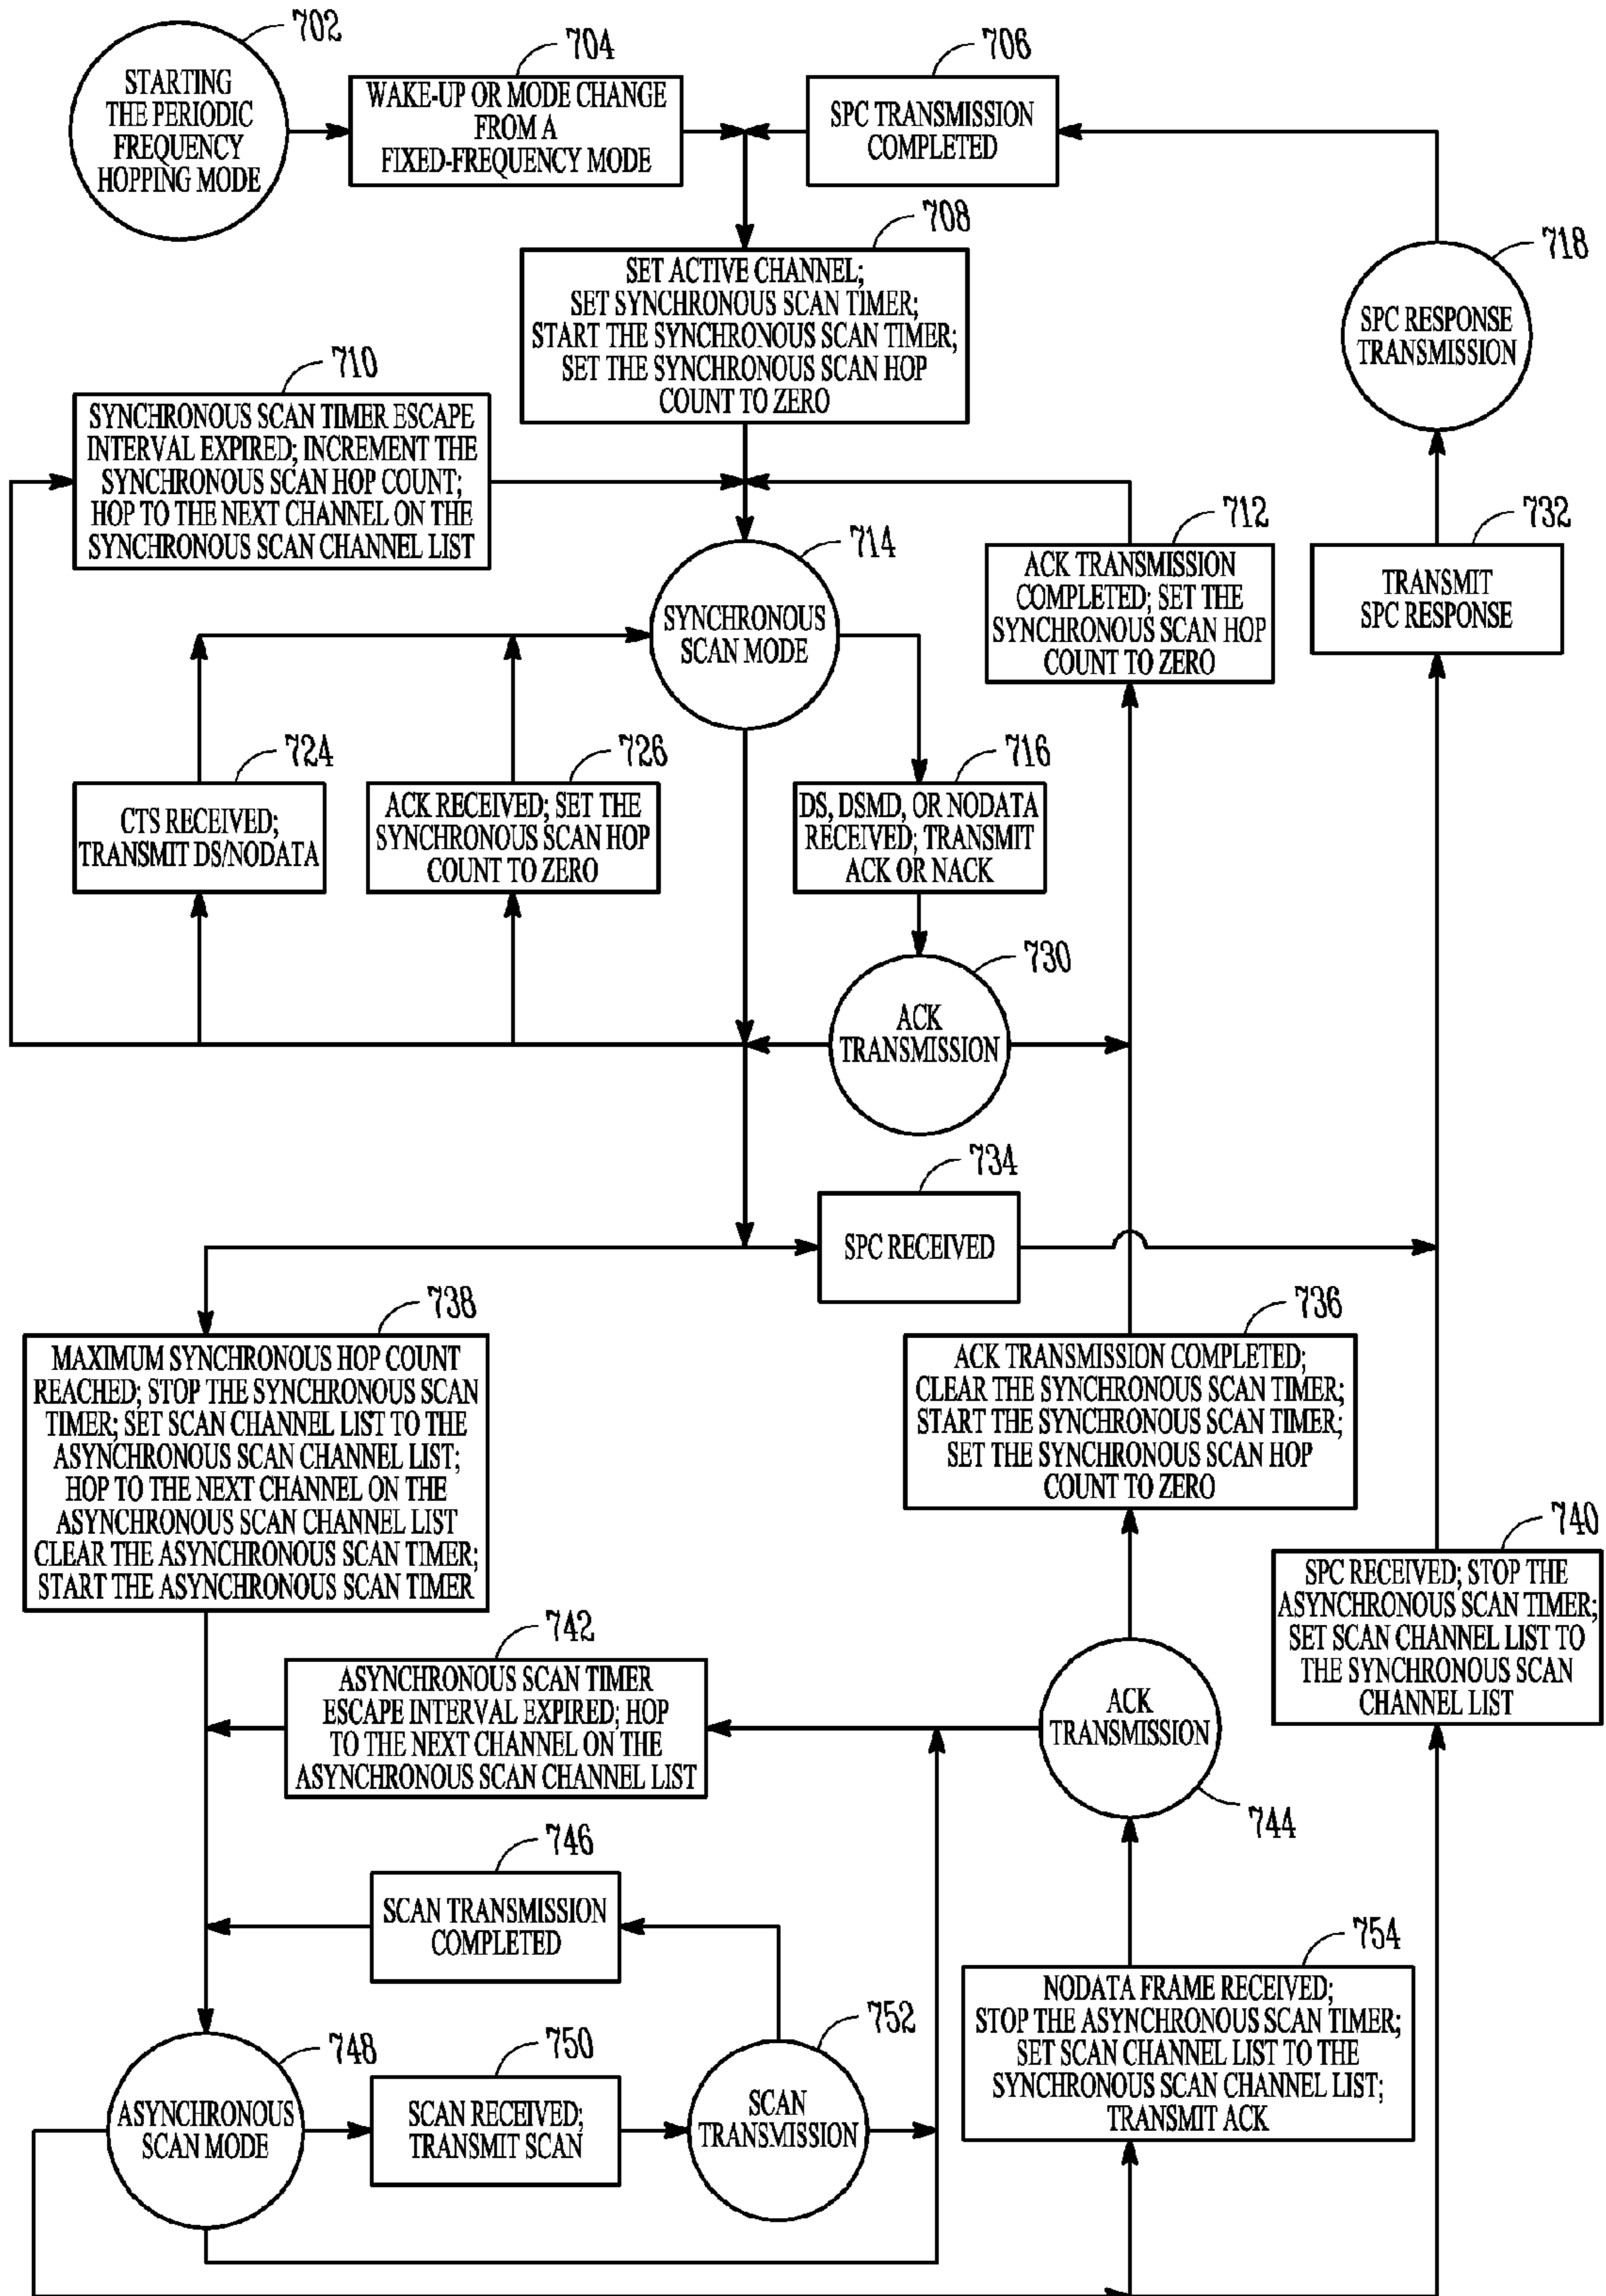 702
STARTING
THE PERIODIC
FREQUENCY
HOPPING MODE
704
WAKE-UP OR MODE CHANGE
FROM A
FIXED-FREQUENCY MODE
706
SPC TRANSMISSION
COMPLETED
708
SET ACTIVE CHANNEL;
SET SYNCHRONOUS SCAN TIMER;
START THE SYNCHRONOUS SCAN TIMER;
SET THE SYNCHRONOUS SCAN HOP
COUNT TO ZERO
718
SPC RESPONSE
TRANSMISSION
710
SYNCHRONOUS SCAN TIMER ESCAPE
INTERVAL EXPIRED; INCREMENT THE
SYNCHRONOUS SCAN HOP COUNT;
HOP TO THE NEXT CHANNEL ON THE
SYNCHRONOUS SCAN CHANNEL LIST
714
SYNCHRONOUS
SCAN MODE
712
ACK TRANSMISSION
COMPLETED; SET THE
SYNCHRONOUS SCAN HOP
COUNT TO ZERO
732
TRANSMIT
SPC RESPONSE
724
CTS RECEIVED;
TRANSMIT DS/NODATA
726
ACK RECEIVED; SET THE
SYNCHRONOUS SCAN HOP
COUNT TO ZERO
716
DS, DSMD, OR NODATA
RECEIVED; TRANSMIT
ACK OR NACK
730
ACK
TRANSMISSION
734
SPC RECEIVED
738
MAXIMUM SYNCHRONOUS HOP COUNT
REACHED; STOP THE SYNCHRONOUS SCAN
TIMER; SET SCAN CHANNEL LIST TO THE
ASYNCHRONOUS SCAN CHANNEL LIST;
HOP TO THE NEXT CHANNEL ON THE
ASYNCHRONOUS SCAN CHANNEL LIST
CLEAR THE ASYNCHRONOUS SCAN TIMER;
START THE ASYNCHRONOUS SCAN TIMER
736
ACK TRANSMISSION COMPLETED;
CLEAR THE SYNCHRONOUS SCAN TIMER;
START THE SYNCHRONOUS SCAN TIMER;
SET THE SYNCHRONOUS SCAN HOP
COUNT TO ZERO
740
SPC RECEIVED; STOP THE
ASYNCHRONOUS SCAN TIMER;
SET SCAN CHANNEL LIST TO
THE SYNCHRONOUS SCAN
CHANNEL LIST
742
ASYNCHRONOUS SCAN TIMER
ESCAPE INTERVAL EXPIRED; HOP
TO THE NEXT CHANNEL ON THE
ASYNCHRONOUS SCAN CHANNEL LIST
ACK
TRANSMISSION
744
746
SCAN TRANSMISSION
COMPLETED
754
NODATA FRAME RECEIVED;
STOP THE ASYNCHRONOUS SCAN TIMER;
SET SCAN CHANNEL LIST TO THE
SYNCHRONOUS SCAN CHANNEL LIST;
TRANSMIT ACK
748
ASYNCHRONOUS
SCAN MODE
750
SCAN RECEIVED;
TRANSMIT SCAN
752
SCAN
TRANSMISSION